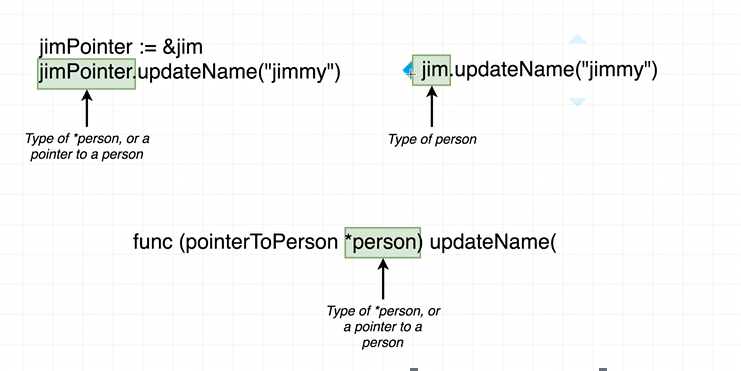 jimPointer := &jim
jimPointer.updateName("jimmy")
Type of *person, or a
pointer to a person
jim.updateName("jimmy")
Type of person
func (pointerToPerson *person) updateName(
Type of *person, or
a pointer to a
person